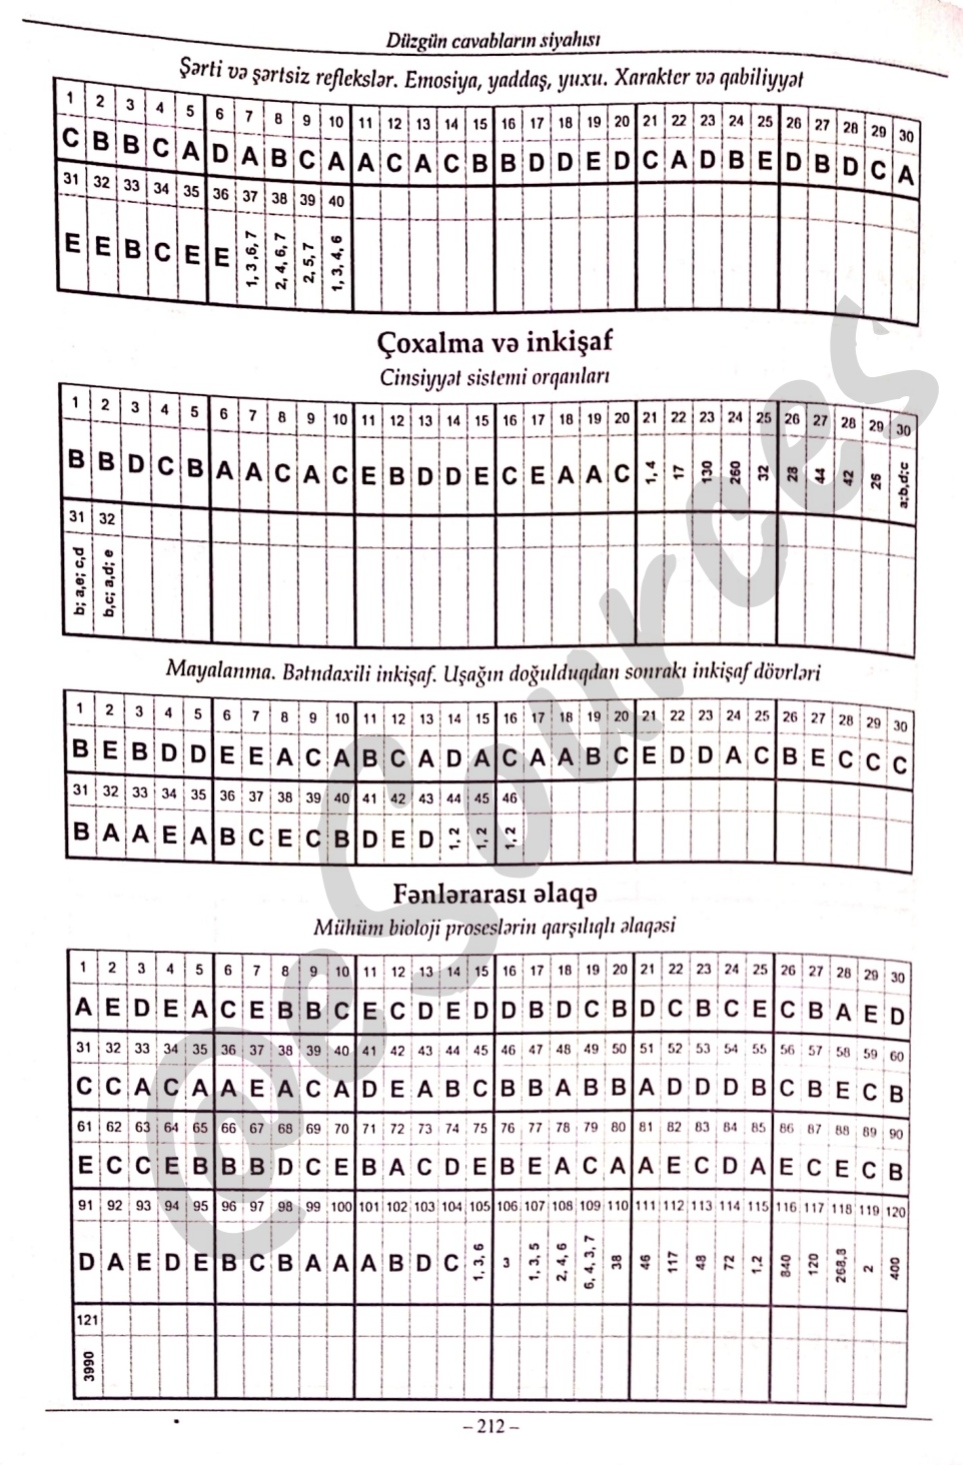 Düzgün cavabların siyahısı
Şərti və şərtsiz reflekslər. Emosiya, yaddaş, yuxu. Xarakter və qabiliyyət
1 2 3 4 5 6 7 8 9 10 11 12 13 14 15 16 17 18 19 20 21 22 23 24 25 26 27 28 29 30
C B B C A D A B C A A C A C B B D D E D C A D B E D B D C A
31 32 33 34 35 36 37 38 39 40
E E B C E E 1, 3 ,6, 7 2, 4, 6, 7 2, 5, 7 1, 3, 4, 6
Çoxalma və inkişaf
Cinsiyyət sistemi orqanları
1 2 3 4 5 6 7 8 9 10 11 12 13 14 15 16 17 18 19 20 21 22 23 24 25 26 27 28 29 30
B B D C B A A C A C E B D D E C E A A C 1, 4 17 130 260 32 28 44 42 26 a;b,d;c
31 32
b; a,e; c,d b,c; a,d; e
Mayalanma. Bətndaxili inkişaf. Uşağın doğulduqdan sonrakı inkişaf dövrləri
1 2 3 4 5 6 7 8 9 10 11 12 13 14 15 16 17 18 19 20 21 22 23 24 25 26 27 28 29 30
B E B D D E E A C A B C A D A C A A B C E D D A C B E C C C
31 32 33 34 35 36 37 38 39 40 41 42 43 44 45 46
B A A E A B C E C B D E D 1, 2 1, 2 1, 2
Fənlərarası əlaqə
Mühüm bioloji proseslərin qarşılıqlı əlaqəsi
1 2 3 4 5 6 7 8 9 10 11 12 13 14 15 16 17 18 19 20 21 22 23 24 25 26 27 28 29 30
A E D E A C E B B C E C D E D D B D C B D C B C E C B A E D
31 32 33 34 35 36 37 38 39 40 41 42 43 44 45 46 47 48 49 50 51 52 53 54 55 56 57 58 59 60
C C A C A A E A C A D E A B C B B A B B A D D D B C B E C B
61 62 63 64 65 66 67 68 69 70 71 72 73 74 75 76 77 78 79 80 81 82 83 84 85 86 87 88 89 90
E C C E B B B D C E B A C D E B E A C A A E C D A E C E C B
91 92 93 94 95 96 97 98 99 100 101 102 103 104 105 106 107 108 109 110 111 112 113 114 115 116 117 118 119 120
D A E D E B C B A A A B D C 1, 3, 6 3 1, 3, 5 2, 4, 6 6, 4, 3, 7 38 46 117 48 72 1,2 840 120 268,8 2 400
121
3990
– 212 –
@eSources